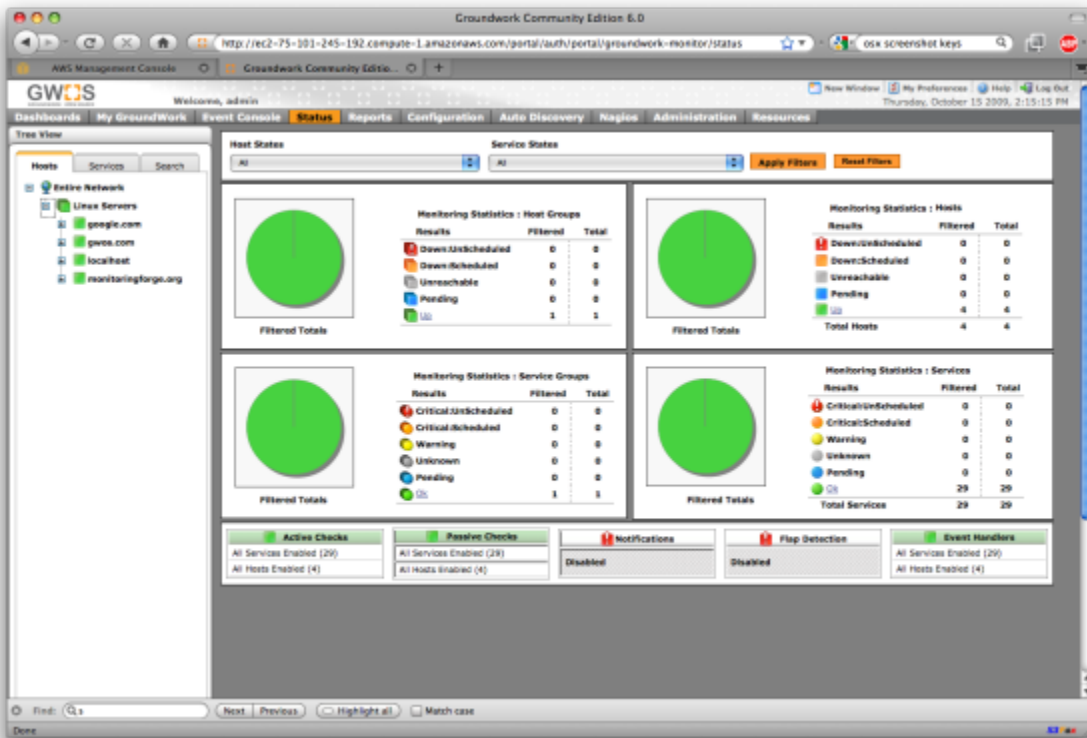 Groundwork Community Edition 6.0
http://ec2-75-101-245-192.compute-1.amazonaws.com/portal/auth/portal/groundwork-monitor/status
osx screenshot keys
ABP
AWS Management Console
Groundwork Community Editio...
GWOS
Welcome, admin
New Window My Preferences Help Log Out
Thursday, October 15 2009, 2:15:15 PM
Dashboards My GroundWork Event Console Status Reports Configuration Auto Discovery Nagios Administration Resources
Tree View
Hosts Services Search
Entire Network
Linux Servers
google.com
gwos.com
localhost
monitoringforge.org
Host States
All
Service States
All
Apply Filters
Reset Filters
Filtered Totals
Monitoring Statistics : Host Groups
Results Filtered Total
Down:UnScheduled 0 0
Down:Scheduled 0 0
Unreachable 0 0
Pending 0 0
Up 1 1
Filtered Totals
Monitoring Statistics : Hosts
Results Filtered Total
Down:UnScheduled 0 0
Down:Scheduled 0 0
Unreachable 0 0
Pending 0 0
Up 4 4
Total Hosts 4 4
Filtered Totals
Monitoring Statistics : Service Groups
Results Filtered Total
Critical:UnScheduled 0 0
Critical:Scheduled 0 0
Warning 0 0
Unknown 0 0
Pending 0 0
Ok 1 1
Filtered Totals
Monitoring Statistics : Services
Results Filtered Total
Critical:UnScheduled 0 0
Critical:Scheduled 0 0
Warning 0 0
Unknown 0 0
Pending 0 0
Ok 29 29
Total Services 29 29
Active Checks
All Services Enabled (29)
All Hosts Enabled (4)
Passive Checks
All Services Enabled (29)
All Hosts Enabled (4)
Notifications
Disabled
Flap Detection
Disabled
Event Handlers
All Services Enabled (29)
All Hosts Enabled (4)
Find: s Next Previous Highlight all Match case
Done